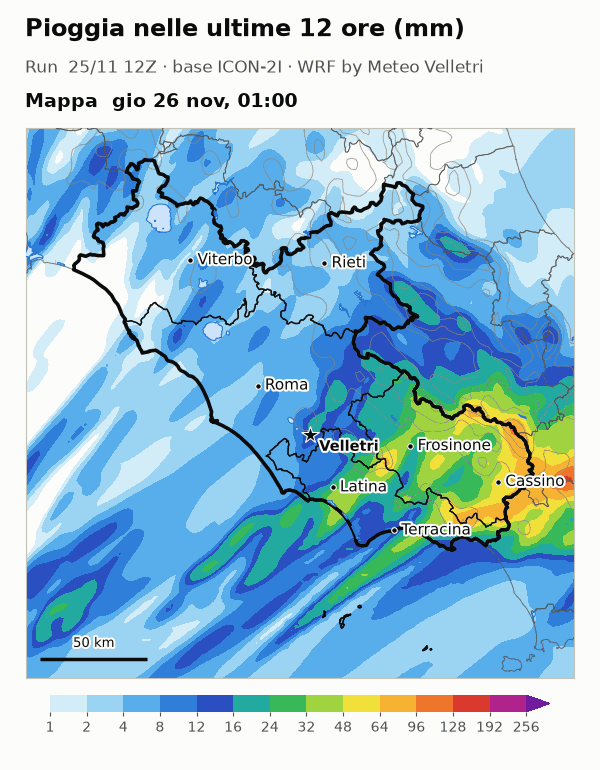 Pioggia nelle ultime 12 ore (mm)
Run  25/11 12Z · base ICON-2I · WRF by Meteo Velletri
Mappa  gio 26 nov, 01:00
Viterbo
Rieti
Roma
Velletri
Frosinone
Latina
Cassino
Terracina
50 km
1 2 4 8 12 16 24 32 48 64 96 128 192 256